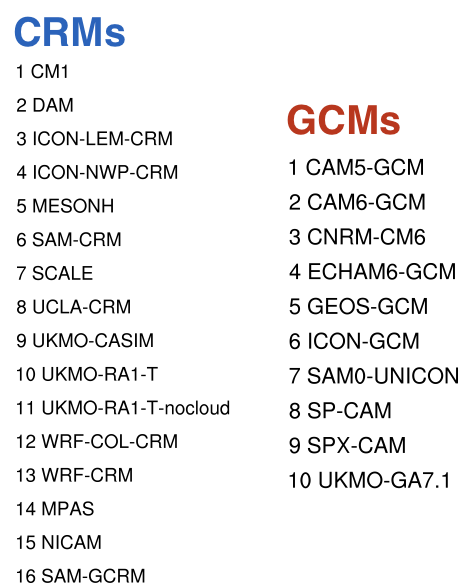 CRMs
1 CM1
2 DAM
3 ICON-LEM-CRM
4 ICON-NWP-CRM
5 MESONH
6 SAM-CRM
7 SCALE
8 UCLA-CRM
9 UKMO-CASIM
10 UKMO-RA1-T
11 UKMO-RA1-T-nocloud
12 WRF-COL-CRM
13 WRF-CRM
14 MPAS
15 NICAM
16 SAM-GCRM
GCMs
1 CAM5-GCM
2 CAM6-GCM
3 CNRM-CM6
4 ECHAM6-GCM
5 GEOS-GCM
6 ICON-GCM
7 SAM0-UNICON
8 SP-CAM
9 SPX-CAM
10 UKMO-GA7.1